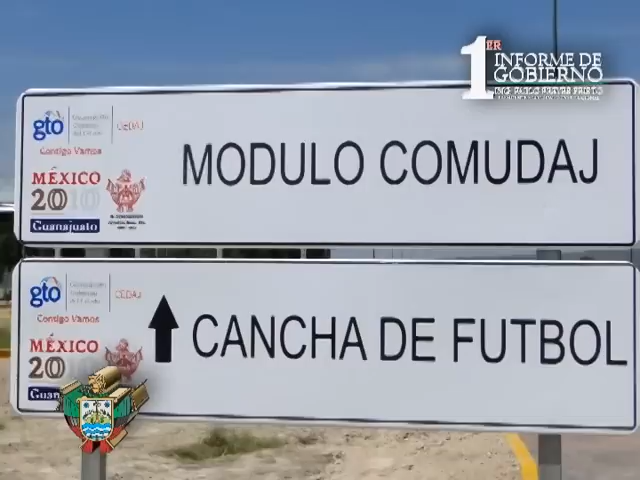 1ER
INFORME DE
GOBIERNO
gto
CEDAJ
Contigo Vamos
MÉXICO
2010
Guanajuato
MODULO COMUDAJ
gto
CEDAJ
Contigo Vamos
MÉXICO
CANCHA DE FUTBOL